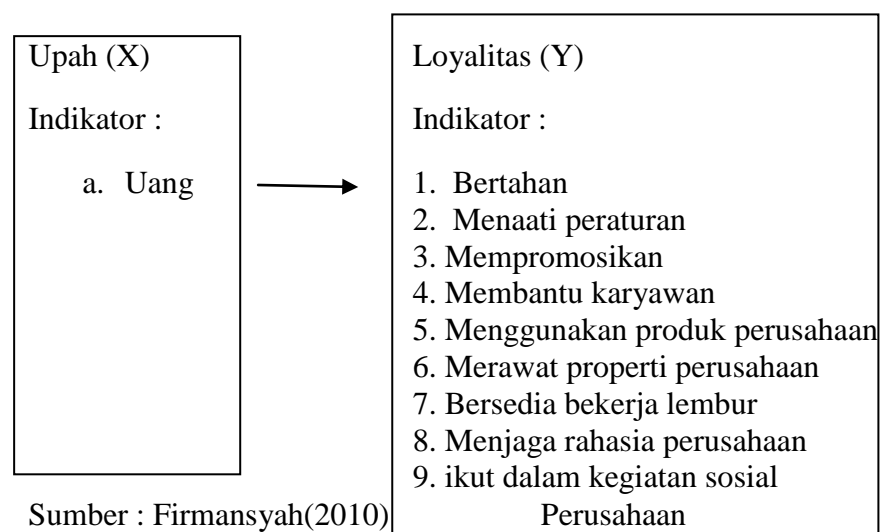 Upah (X)
Indikator :
a. Uang
Loyalitas (Y)
Indikator :
1. Bertahan
2. Menaati peraturan
3. Mempromosikan
4. Membantu karyawan
5. Menggunakan produk perusahaan
6. Merawat properti perusahaan
7. Bersedia bekerja lembur
8. Menjaga rahasia perusahaan
9. ikut dalam kegiatan sosial
Perusahaan
Sumber : Firmansyah(2010)